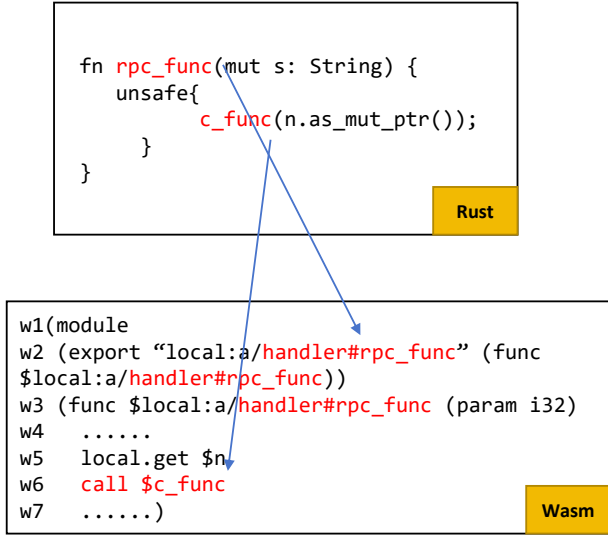 fn rpc_func(mut s: String) {
unsafe{
c_func(n.as_mut_ptr());
}
}
Rust
w1(module
w2 (export “local:a/handler#rpc_func” (func
$local:a/handler#rpc_func))
w3 (func $local:a/handler#rpc_func (param i32)
w4 ......
w5 local.get $n
w6 call $c_func
w7 ......)
Wasm